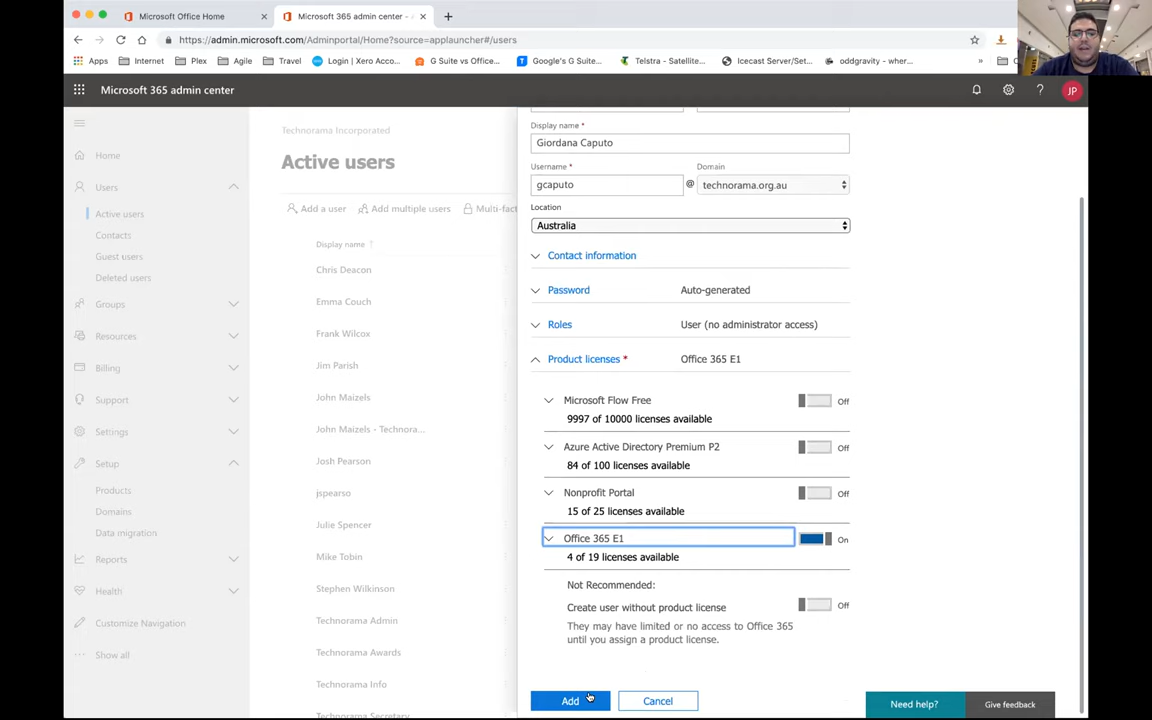 Microsoft Office Home
Microsoft 365 admin center -
https://admin.microsoft.com/Adminportal/Home?source=applauncher#/users
Apps
Internet
Plex
Agile
Travel
Login | Xero Acco...
G Suite vs Office...
Google's G Suite...
Telstra - Satellite...
Icecast Server/Set...
oddgravity - wher...
»
Microsoft 365 admin center
?
JP
Technorama Incorporated
Active users
Add a user
Add multiple users
Multi-fact
Display name ↑
Chris Deacon
Emma Couch
Frank Wilcox
Jim Parish
John Maizels
John Maizels - Technora...
Josh Pearson
jspearso
Julie Spencer
Mike Tobin
Stephen Wilkinson
Technorama Admin
Technorama Awards
Technorama Info
Technorama Secretary
Home
Users
Active users
Contacts
Guest users
Deleted users
Groups
Resources
Billing
Support
Settings
Setup
Products
Domains
Data migration
Reports
Health
Customize Navigation
Show all
Display name *
Giordana Caputo
Username *
Domain
gcaputo
@
technorama.org.au
Location
Australia
Contact information
Password
Auto-generated
Roles
User (no administrator access)
Product licenses *
Office 365 E1
Microsoft Flow Free
Off
9997 of 10000 licenses available
Azure Active Directory Premium P2
Off
84 of 100 licenses available
Nonprofit Portal
Off
15 of 25 licenses available
Office 365 E1
On
4 of 19 licenses available
Not Recommended:
Create user without product license
Off
They may have limited or no access to Office 365
until you assign a product license.
Add
Cancel
Need help?
Give feedback